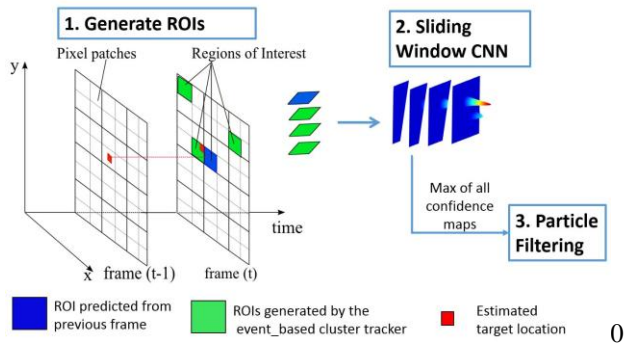 1. Generate ROIs
2. Sliding
Window CNN
Pixel patches
Regions of Interest
y
time
x
frame (t-1)
frame (t)
Max of all
confidence
maps
3. Particle
Filtering
ROI predicted from
previous frame
ROIs generated by the
event_based cluster tracker
Estimated
target location
0